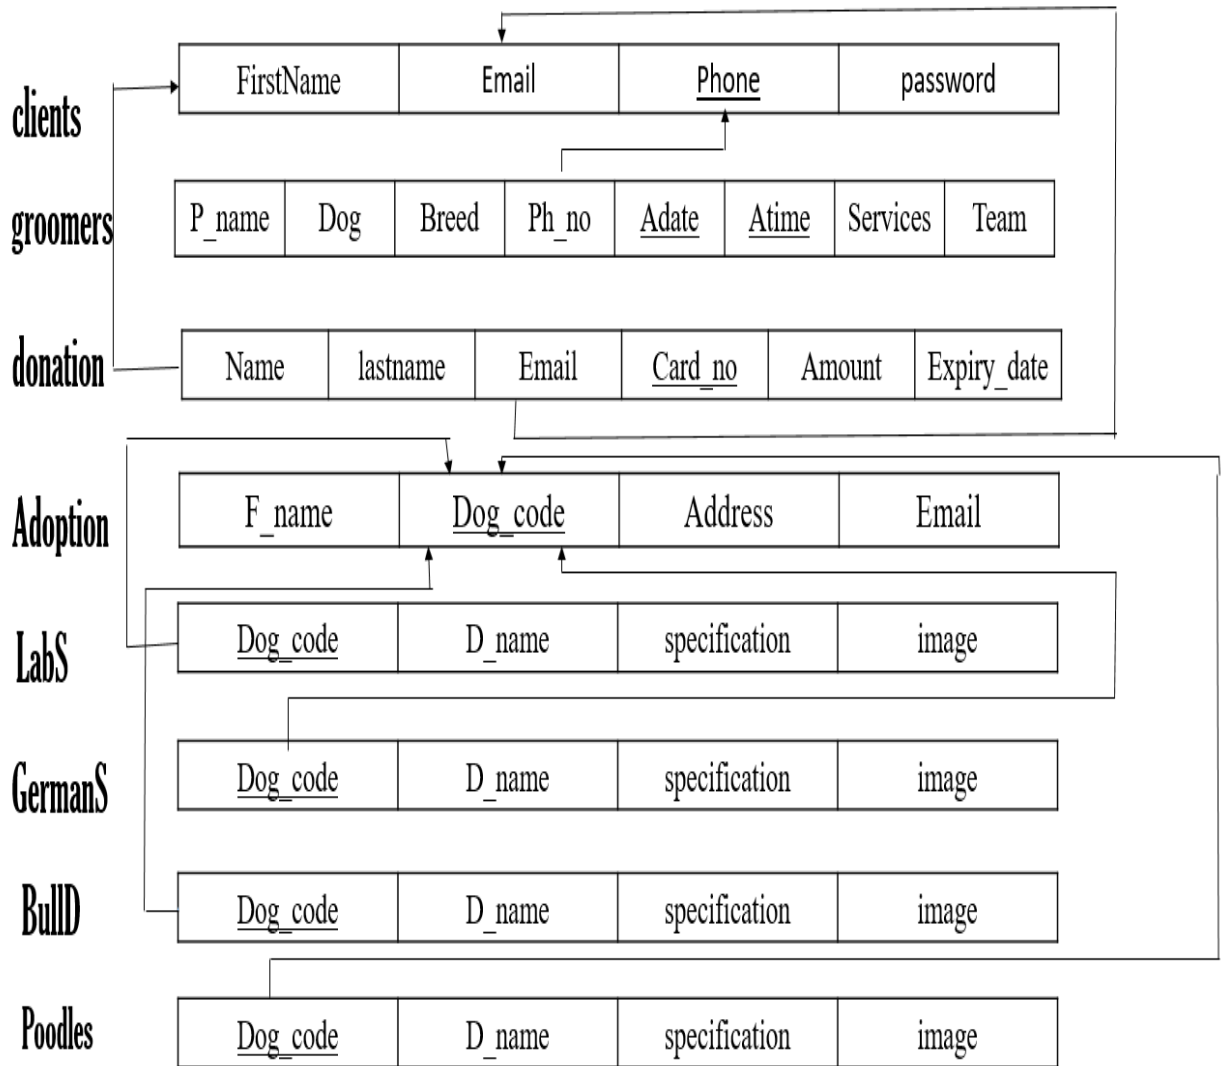 clients
FirstName Email Phone password
groomers
P_name Dog Breed Ph_no Adate Atime Services Team
donation
Name lastname Email Card_no Amount Expiry_date
Adoption
F_name Dog_code Address Email
LabS
Dog_code D_name specification image
GermanS
Dog_code D_name specification image
BullD
Dog_code D_name specification image
Poodles
Dog_code D_name specification image